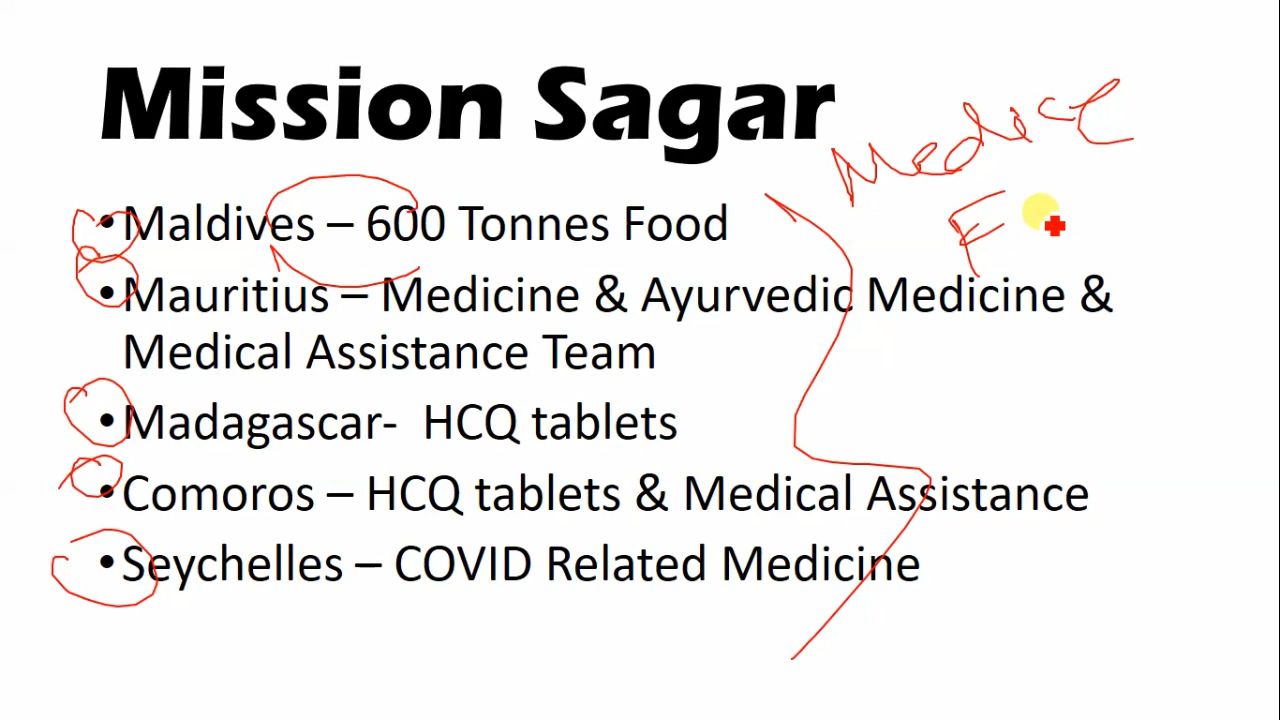 Mission Sagar
Medical
F
• Maldives – 600 Tonnes Food
• Mauritius – Medicine & Ayurvedic Medicine &
Medical Assistance Team
• Madagascar- HCQ tablets
• Comoros – HCQ tablets & Medical Assistance
• Seychelles – COVID Related Medicine